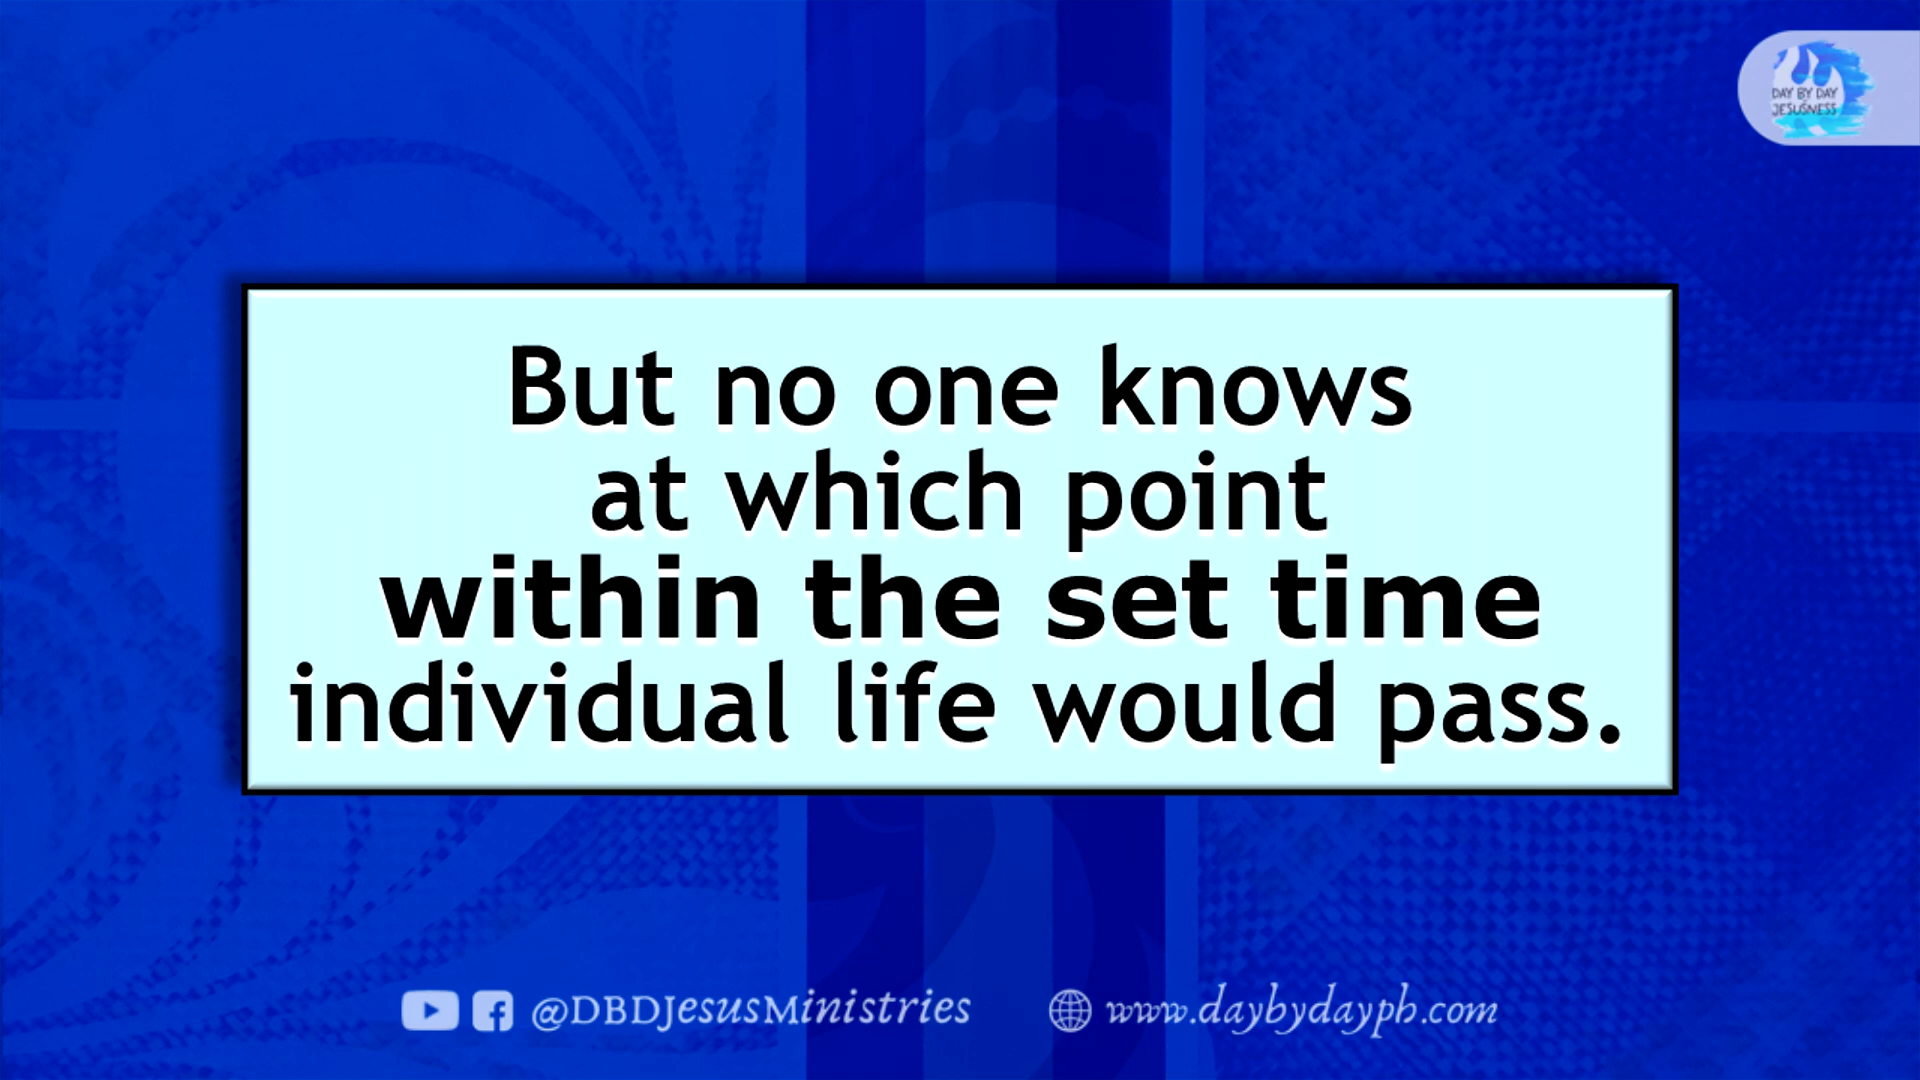 DAY BY DAY
JESUSNESS
But no one knows
at which point
within the set time
individual life would pass.
@DBDJesusMinistries
www.daybydayph.com